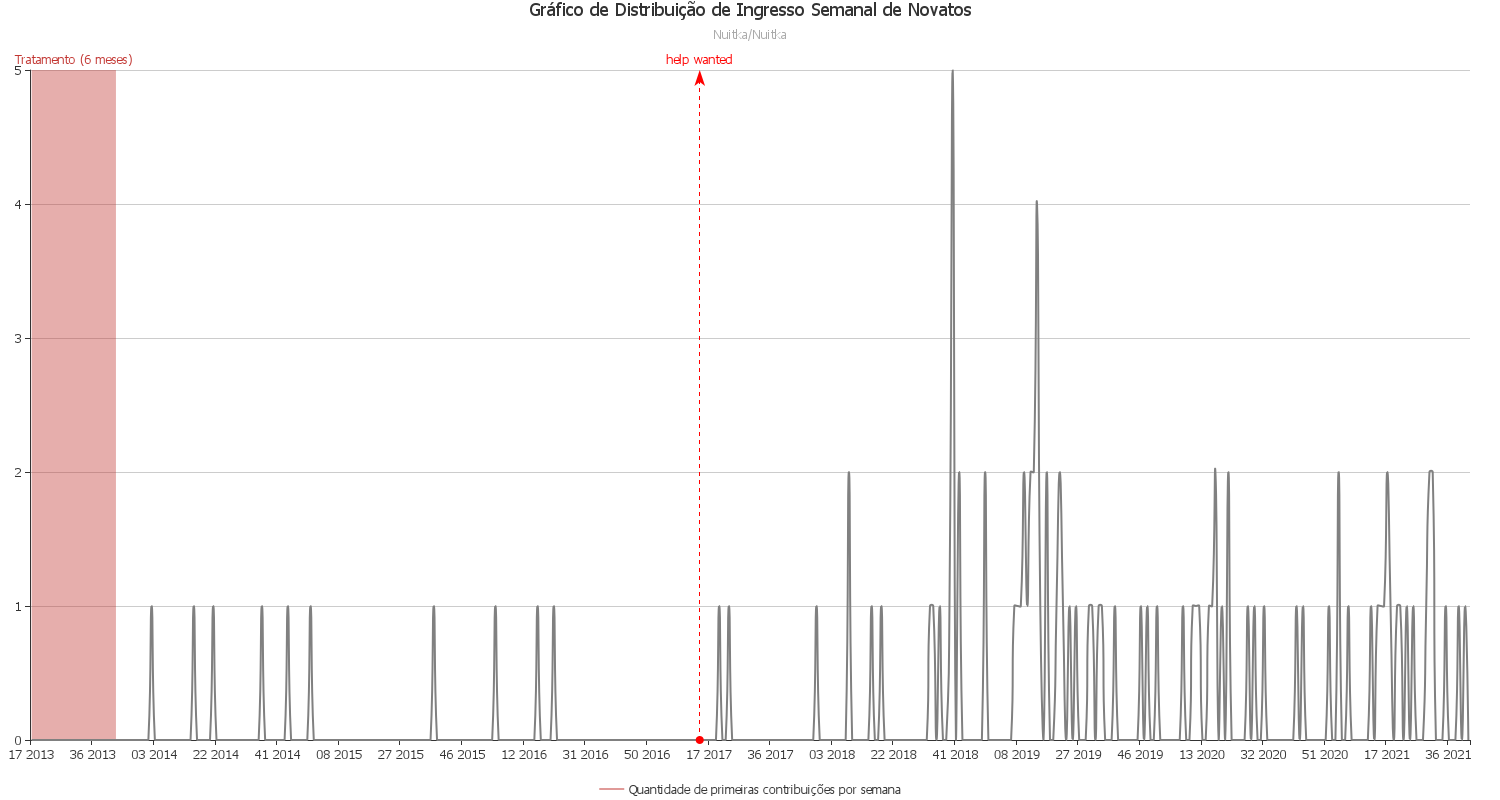 Gráfico de Distribuição de Ingresso Semanal de Novatos
Nuitka/Nuitka
Tratamento (6 meses)
help wanted
5
4
3
2
1
0
17 2013 36 2013 03 2014 22 2014 41 2014 08 2015 27 2015 46 2015 12 2016 31 2016 50 2016 17 2017 36 2017 03 2018 22 2018 41 2018 08 2019 27 2019 46 2019 13 2020 32 2020 51 2020 17 2021 36 2021
Quantidade de primeiras contribuições por semana